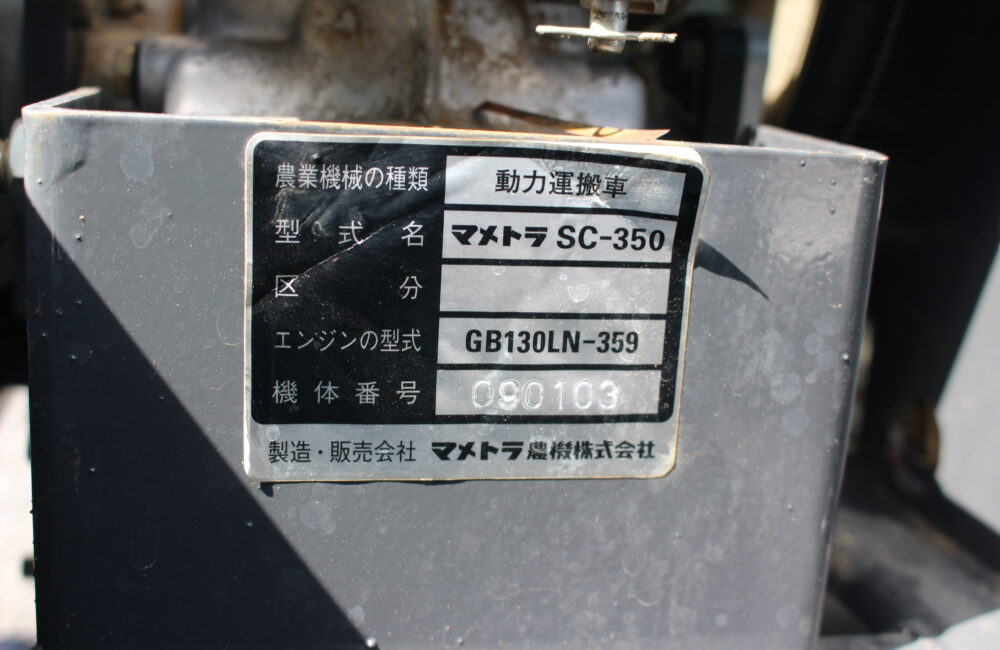 農業機械の種類 動力運搬車
型式名 マメトラ SC-350
区分
エンジンの型式 GB130LN-359
機体番号 090103
製造・販売会社 マメトラ農機株式会社